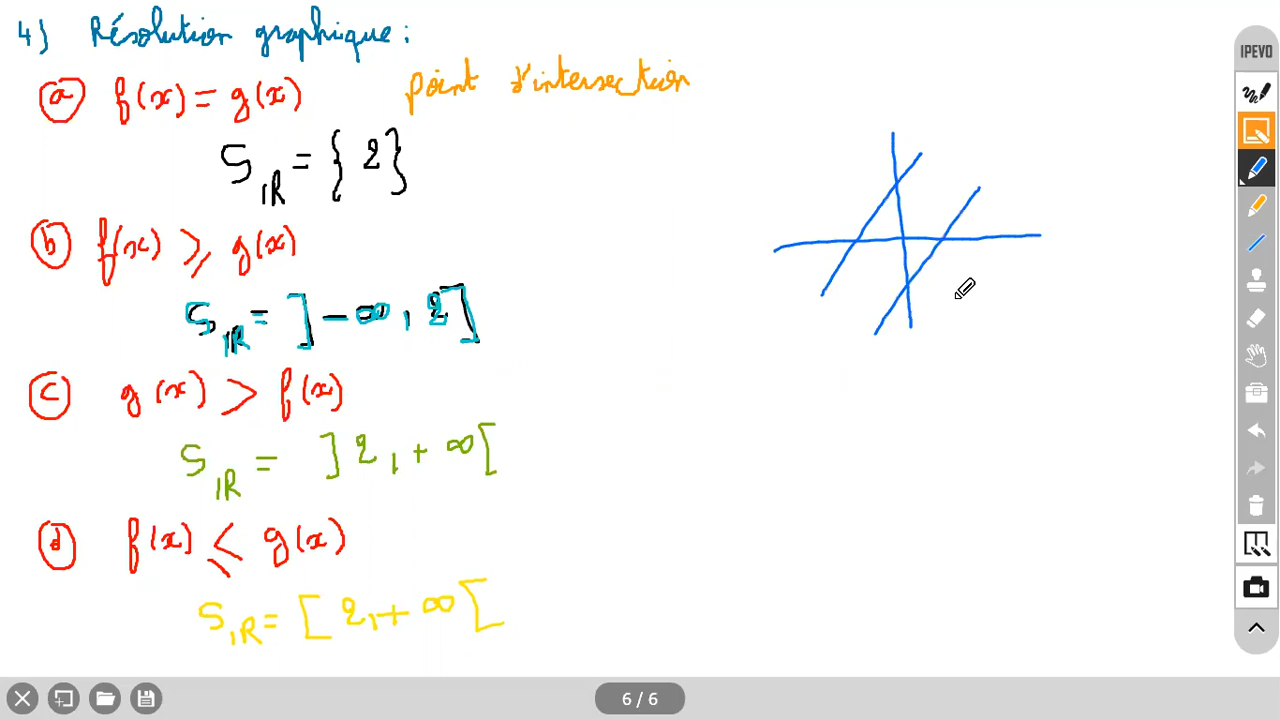 4) Résolution graphique :
a f(x) = g(x) point d'intersection
S_IR = { 2 }
b f(x) ⩾ g(x)
S_IR = ] - ∞ , 2 ]
c g(x) > f(x)
S_IR = ] 2 , + ∞ [
d f(x) ⩽ g(x)
S_IR = [ 2 , + ∞ [
IPEVO
6 / 6